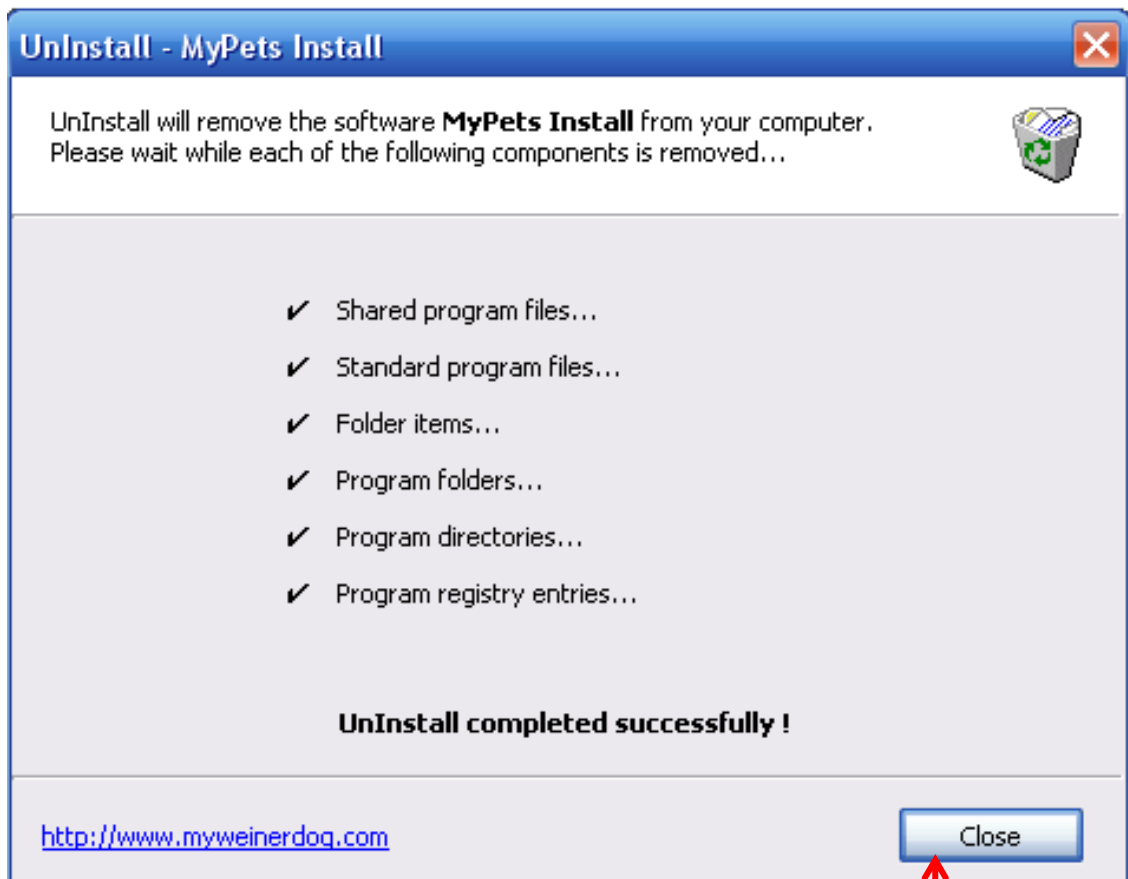 UnInstall - MyPets Install
UnInstall will remove the software MyPets Install from your computer.
Please wait while each of the following components is removed...
✔ Shared program files...
✔ Standard program files...
✔ Folder items...
✔ Program folders...
✔ Program directories...
✔ Program registry entries...
UnInstall completed successfully !
http://www.myweinerdog.com
Close